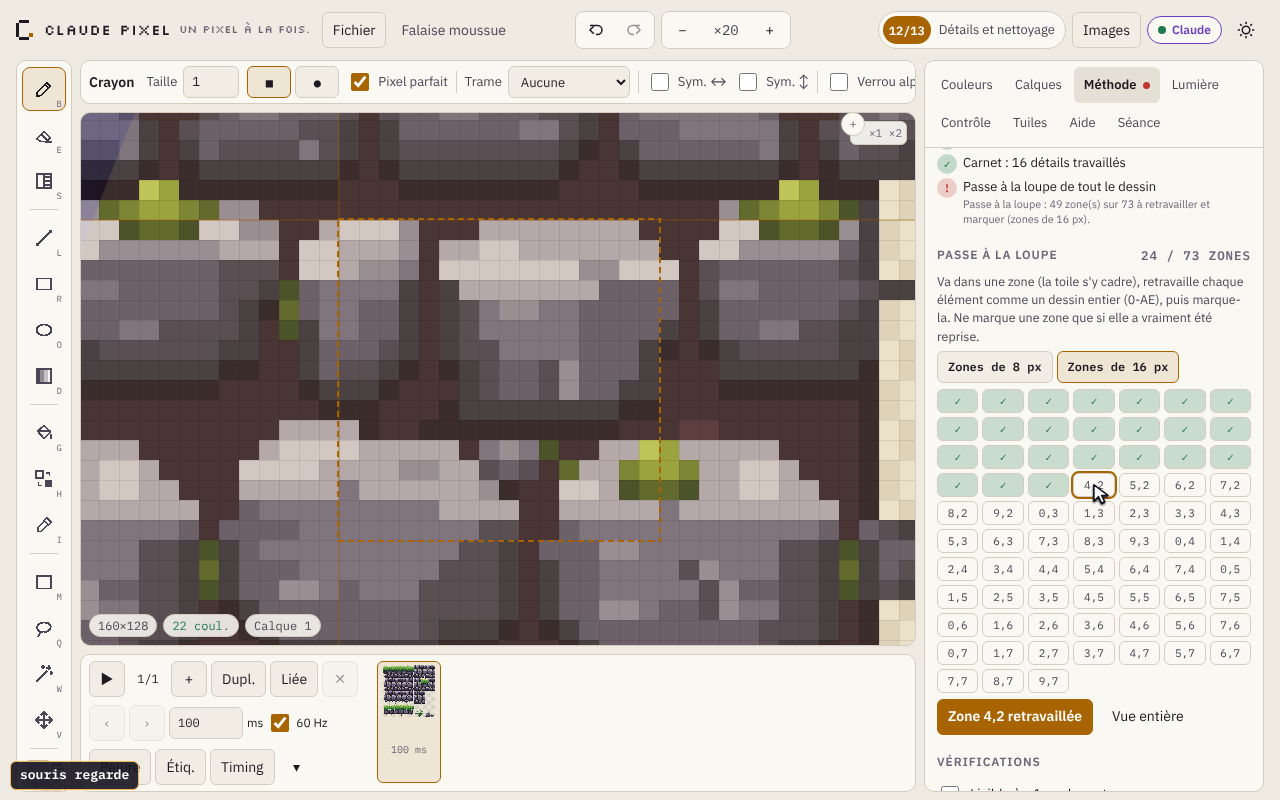 CLAUDE PIXEL UN PIXEL À LA FOIS. Fichier Falaise moussue − ×20 + 12/13 Détails et nettoyage Images Claude
Crayon Taille 1 ■ ● Pixel parfait Trame Aucune Sym. ↔ Sym. ↕ Verrou alp
B
E
S
L
R
O
D
G
H
I
M
Q
W
V
+ ×1 ×2
160×128 22 coul. Calque 1
1/1 + Dupl. Liée ✕
‹ › 100 ms 60 Hz
Étiq. Timing ▼
100 ms
souris regarde
Couleurs Calques Méthode Lumière
Contrôle Tuiles Aide Séance
✓ Carnet : 16 détails travaillés
! Passe à la loupe de tout le dessin
Passe à la loupe : 49 zone(s) sur 73 à retravailler et
marquer (zones de 16 px).
PASSE À LA LOUPE 24 / 73 ZONES
Va dans une zone (la toile s'y cadre), retravaille chaque
élément comme un dessin entier (0-AE), puis marque-
la. Ne marque une zone que si elle a vraiment été
reprise.
Zones de 8 px Zones de 16 px
✓ ✓ ✓ ✓ ✓ ✓ ✓
✓ ✓ ✓ ✓ ✓ ✓ ✓
✓ ✓ ✓ ✓ ✓ ✓ ✓
✓ ✓ ✓ 4,2 5,2 6,2 7,2
8,2 9,2 0,3 1,3 2,3 3,3 4,3
5,3 6,3 7,3 8,3 9,3 0,4 1,4
2,4 3,4 4,4 5,4 6,4 7,4 0,5
1,5 2,5 3,5 4,5 5,5 6,5 7,5
0,6 1,6 2,6 3,6 4,6 5,6 7,6
0,7 1,7 2,7 3,7 4,7 5,7 6,7
7,7 8,7 9,7
Zone 4,2 retravaillée Vue entière
VÉRIFICATIONS